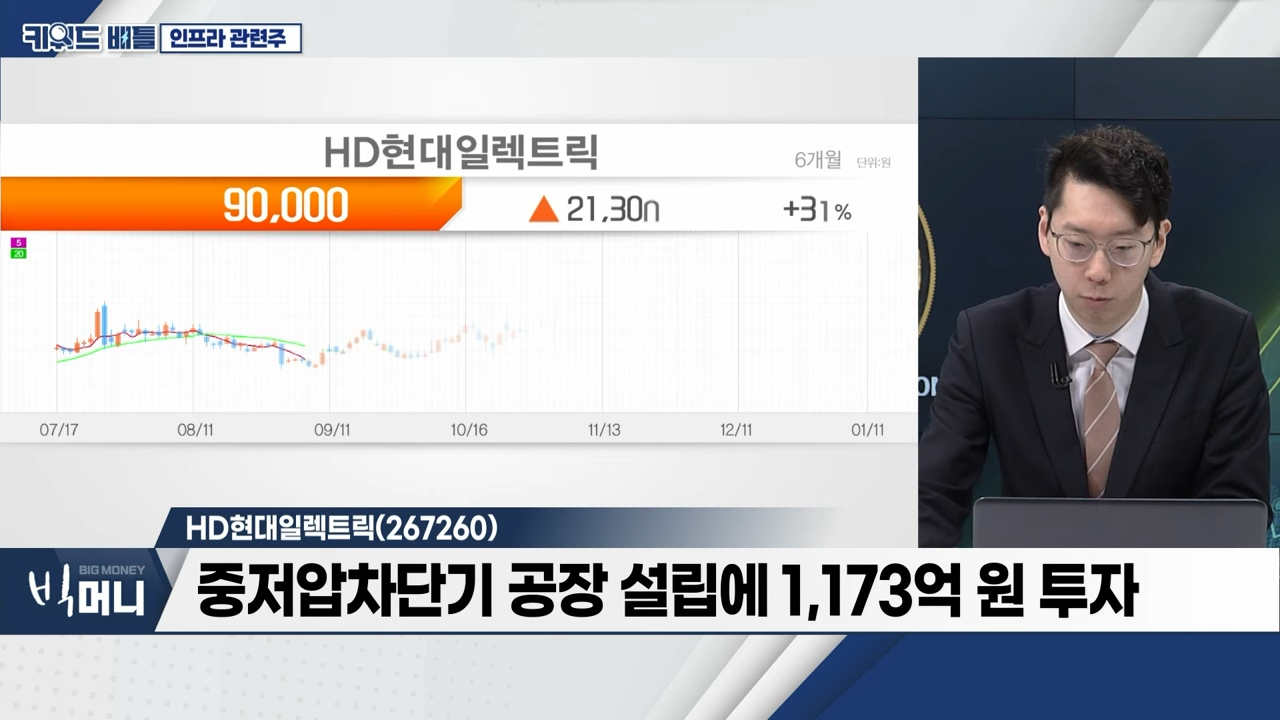 키워드 배틀 인프라 관련주
HD현대일렉트릭
6개월 단위:원
90,000 ▲ 21,30 +31%
5
20
07/17 08/11 09/11 10/16 11/13 12/11 01/11
HD현대일렉트릭(267260)
BIG MONEY
빅머니
중저압차단기 공장 설립에 1,173억 원 투자